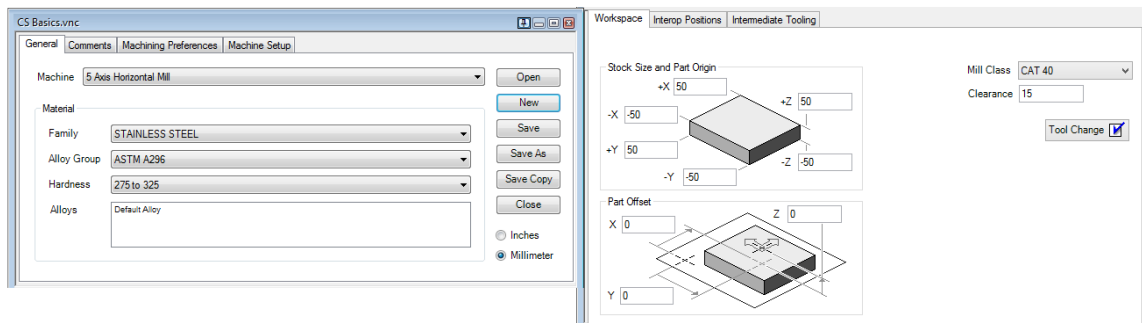 CS Basics.vnc
General Comments Machining Preferences Machine Setup
Machine 5 Axis Horizontal Mill
Open
New
Material
Family STAINLESS STEEL
Save
Alloy Group ASTM A296
Save As
Hardness 275 to 325
Save Copy
Alloys Default Alloy
Close
Inches
Millimeter
Workspace Interop Positions Intermediate Tooling
Stock Size and Part Origin
+X 50
+Z 50
-X -50
+Y 50
-Z -50
-Y -50
Mill Class CAT 40
Clearance 15
Tool Change
Part Offset
Z 0
X 0
Y 0